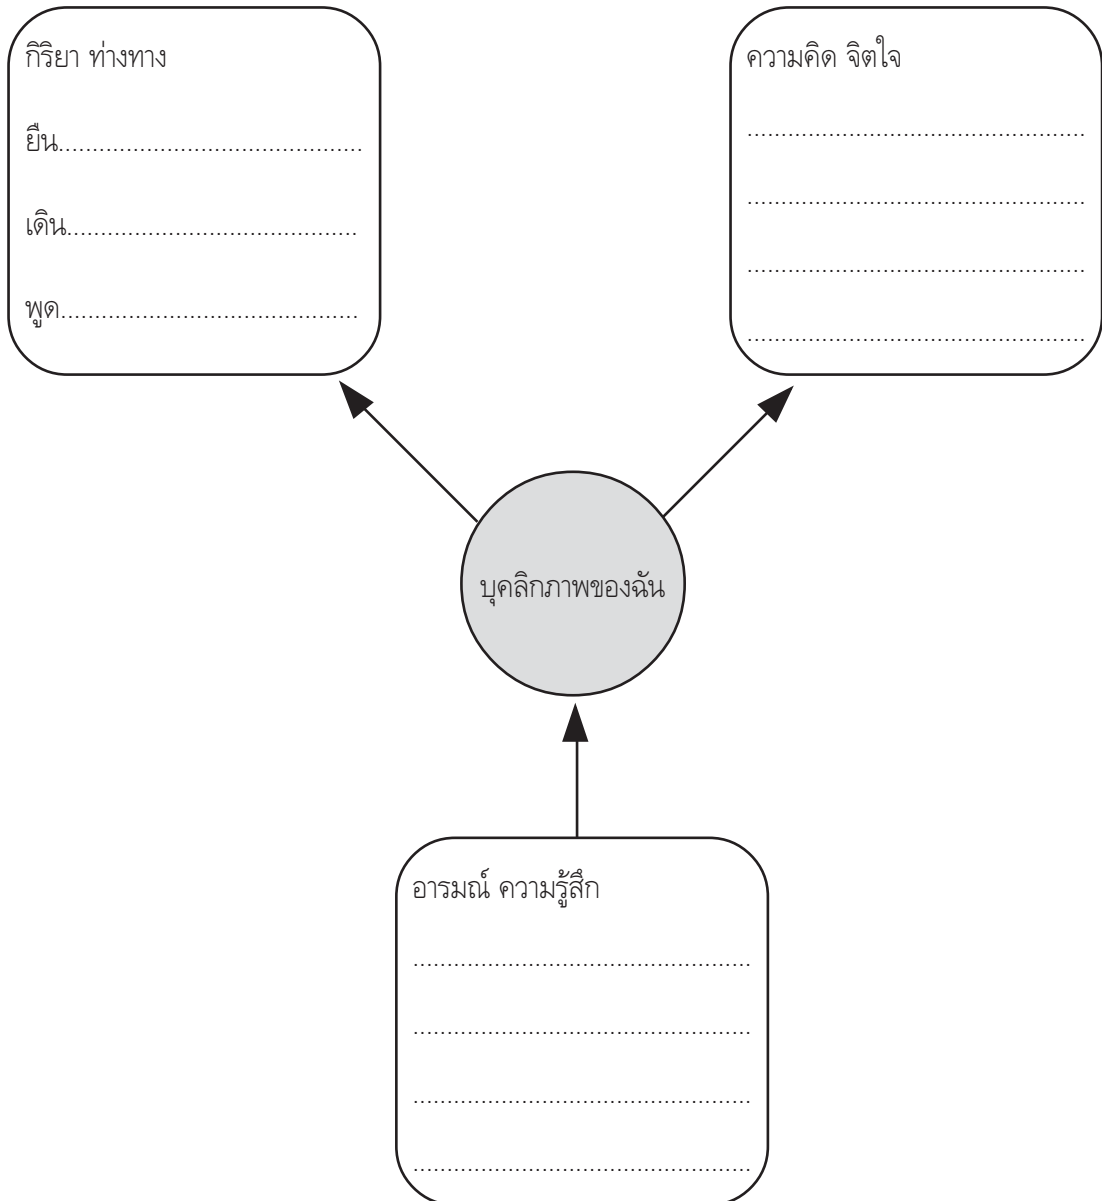 กิริยา ท่างทาง
ยืน.............................................
เดิน...........................................
พูด............................................
ความคิด จิตใจ
..................................................
..................................................
..................................................
..................................................
บุคลิกภาพของฉัน
อารมณ์ ความรู้สึก
..................................................
..................................................
..................................................
..................................................